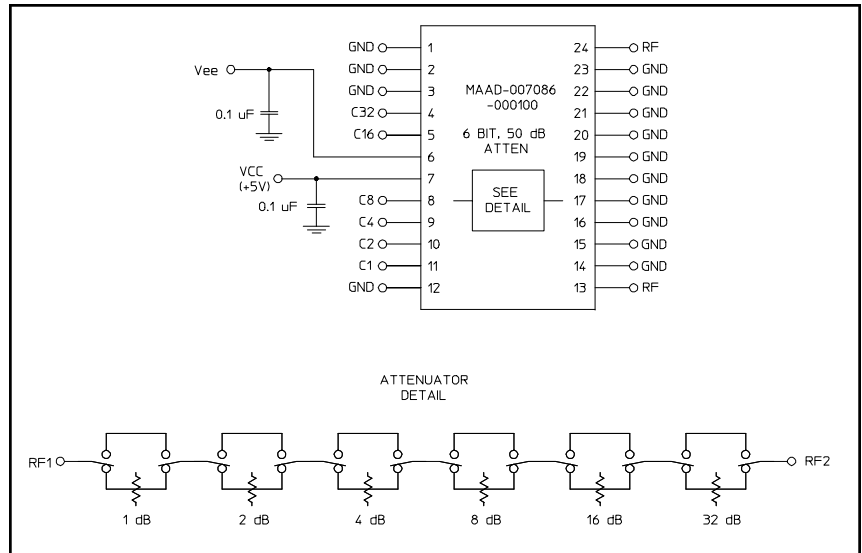 GND 1 24 RF
GND 2 23 GND
Vee
GND 3 MAAD-007086 22 GND
-000100
0.1 uF
C32 4 21 GND
C16 5 6 BIT, 50 dB 20 GND
ATTEN
6 19 GND
VCC
(+5V)
7 18 GND
0.1 uF
C8 8 SEE 17 GND
DETAIL
C4 9 16 GND
C2 10 15 GND
C1 11 14 GND
GND 12 13 RF
ATTENUATOR
DETAIL
RF1 RF2
1 dB 2 dB 4 dB 8 dB 16 dB 32 dB